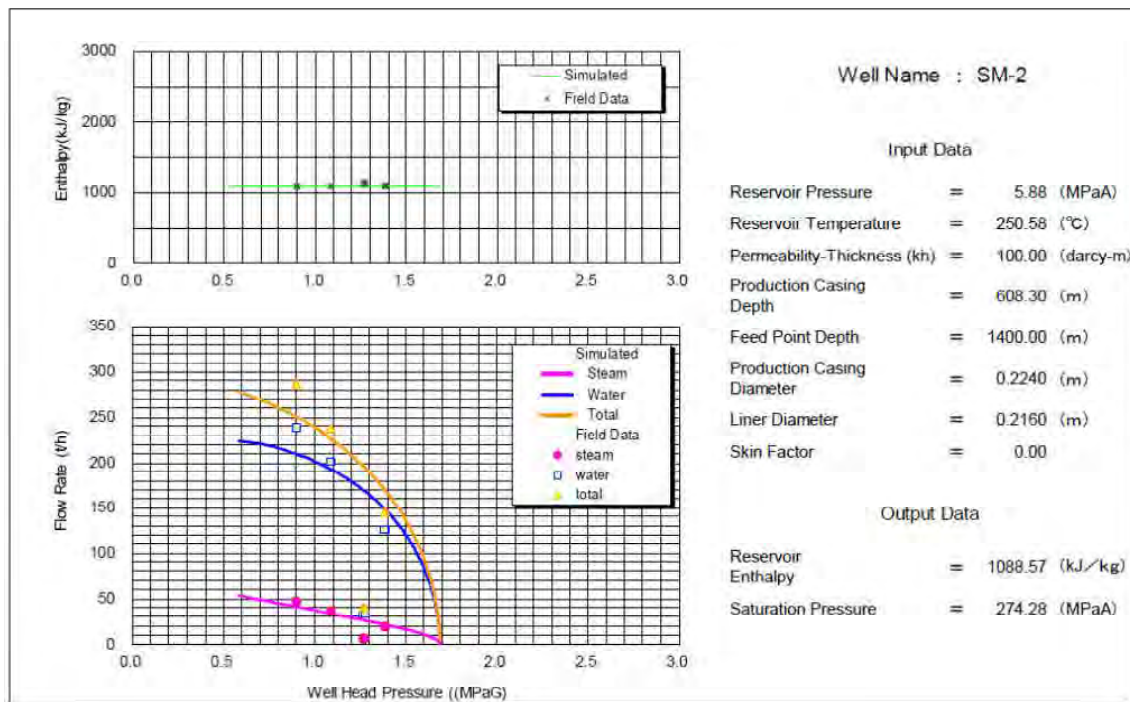 3000
2000
1000
0
0.0
0.5
1.0
1.5
2.0
2.5
3.0
Enthalpy(kJ/kg)
Simulated
Field Data
350
300
250
200
150
100
50
0
0.0
0.5
1.0
1.5
2.0
2.5
3.0
Flow Rate (t/h)
Well Head Pressure ((MPaG)
Simulated
Steam
Water
Total
Field Data
steam
water
total
Well Name : SM-2
Input Data
Reservoir Pressure = 5.88 (MPaA)
Reservoir Temperature = 250.58 (℃)
Permeability-Thickness (kh) = 100.00 (darcy-m)
Production Casing
Depth = 608.30 (m)
Feed Point Depth = 1400.00 (m)
Production Casing
Diameter = 0.2240 (m)
Liner Diameter = 0.2160 (m)
Skin Factor = 0.00
Output Data
Reservoir
Enthalpy = 1088.57 (kJ/kg)
Saturation Pressure = 274.28 (MPaA)